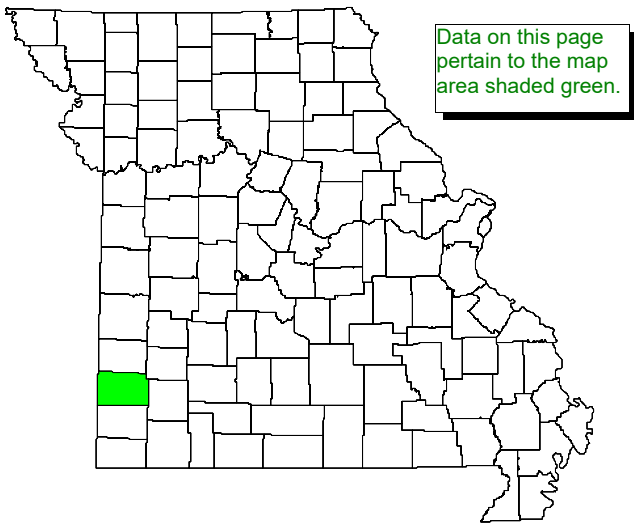 Data on this page
pertain to the map
area shaded green.